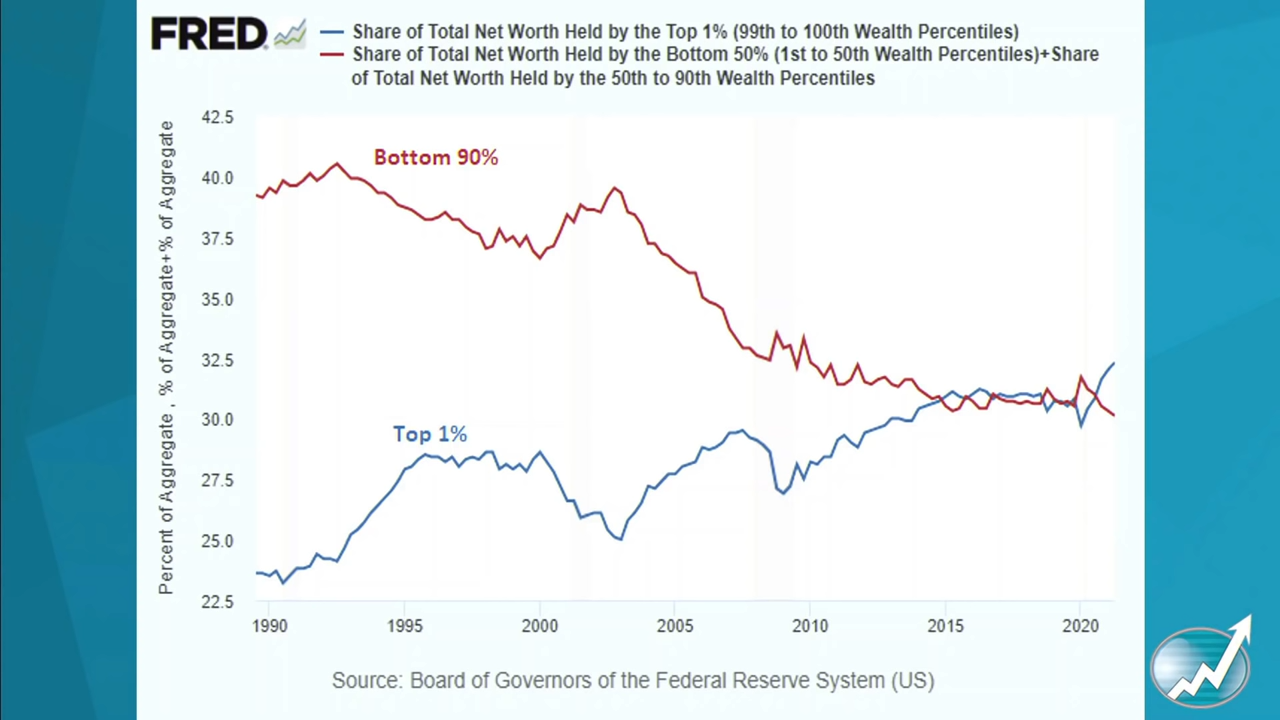 FRED
Share of Total Net Worth Held by the Top 1% (99th to 100th Wealth Percentiles)
Share of Total Net Worth Held by the Bottom 50% (1st to 50th Wealth Percentiles)+Share
of Total Net Worth Held by the 50th to 90th Wealth Percentiles
Percent of Aggregate , % of Aggregate+% of Aggregate
42.5
40.0
37.5
35.0
32.5
30.0
27.5
25.0
22.5
Bottom 90%
Top 1%
1990
1995
2000
2005
2010
2015
2020
Source: Board of Governors of the Federal Reserve System (US)